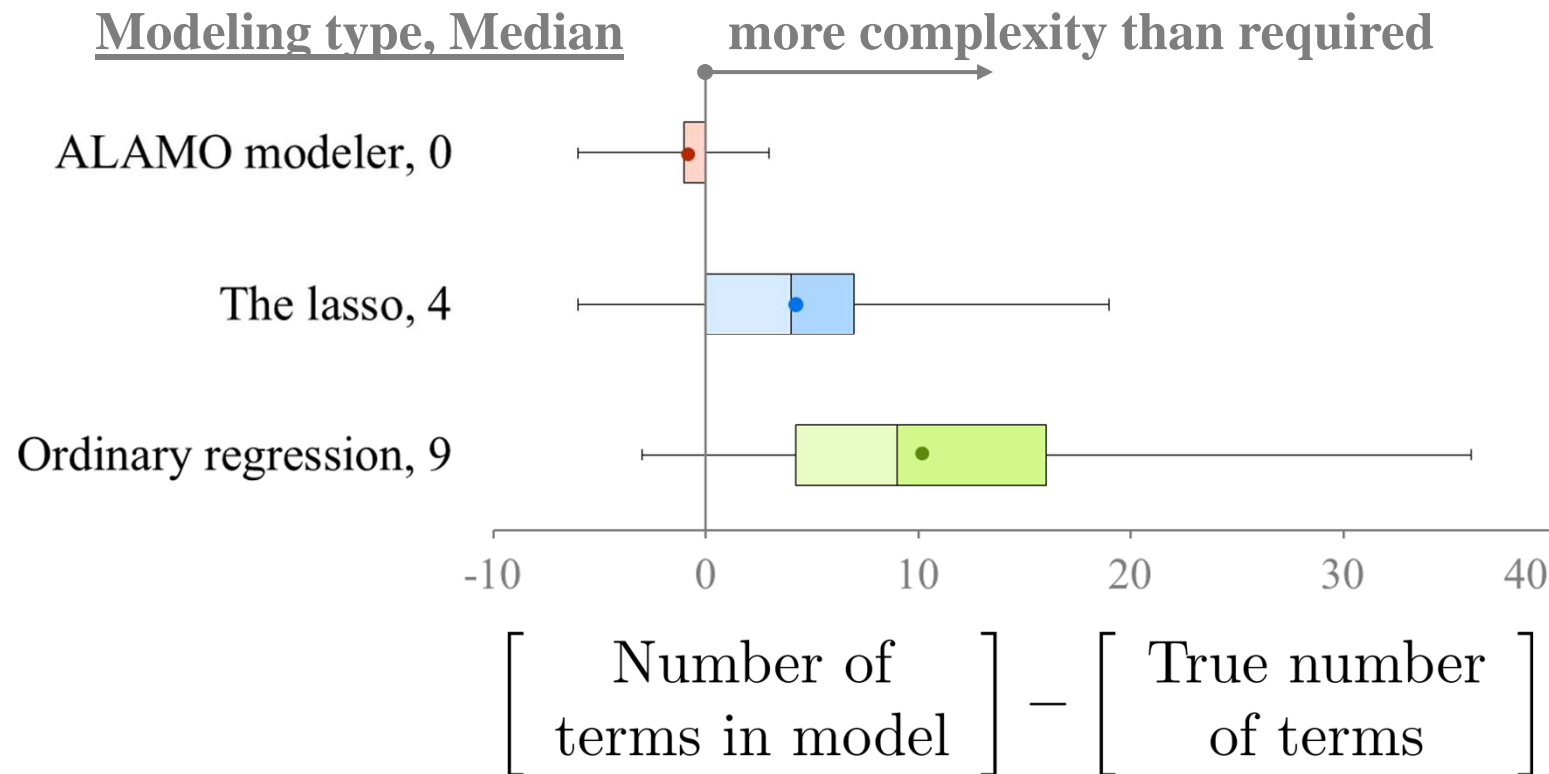 Modeling type, Median
more complexity than required
ALAMO modeler, 0
The lasso, 4
Ordinary regression, 9
-10 0 10 20 30 40
[ Number of terms in model ] − [ True number of terms ]